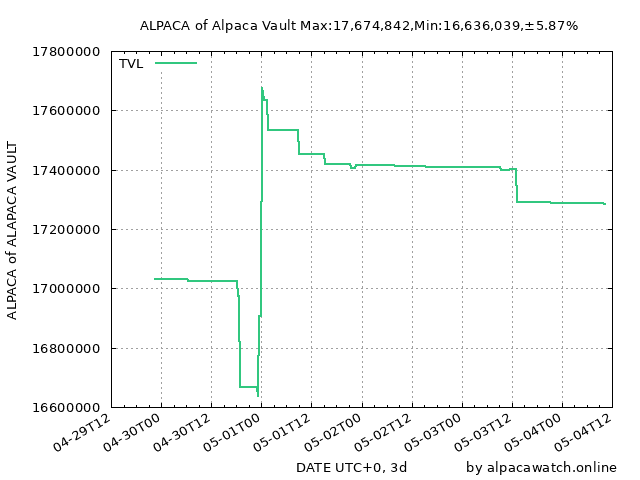 ALPACA of Alpaca Vault Max:17,674,842,Min:16,636,039,±5.87%
TVL
17800000
17600000
17400000
17200000
17000000
16800000
16600000
ALPACA of ALAPACA VAULT
04-29T12
04-30T00
04-30T12
05-01T00
05-01T12
05-02T00
05-02T12
05-03T00
05-03T12
05-04T00
05-04T12
DATE UTC+0, 3d
by alpacawatch.online